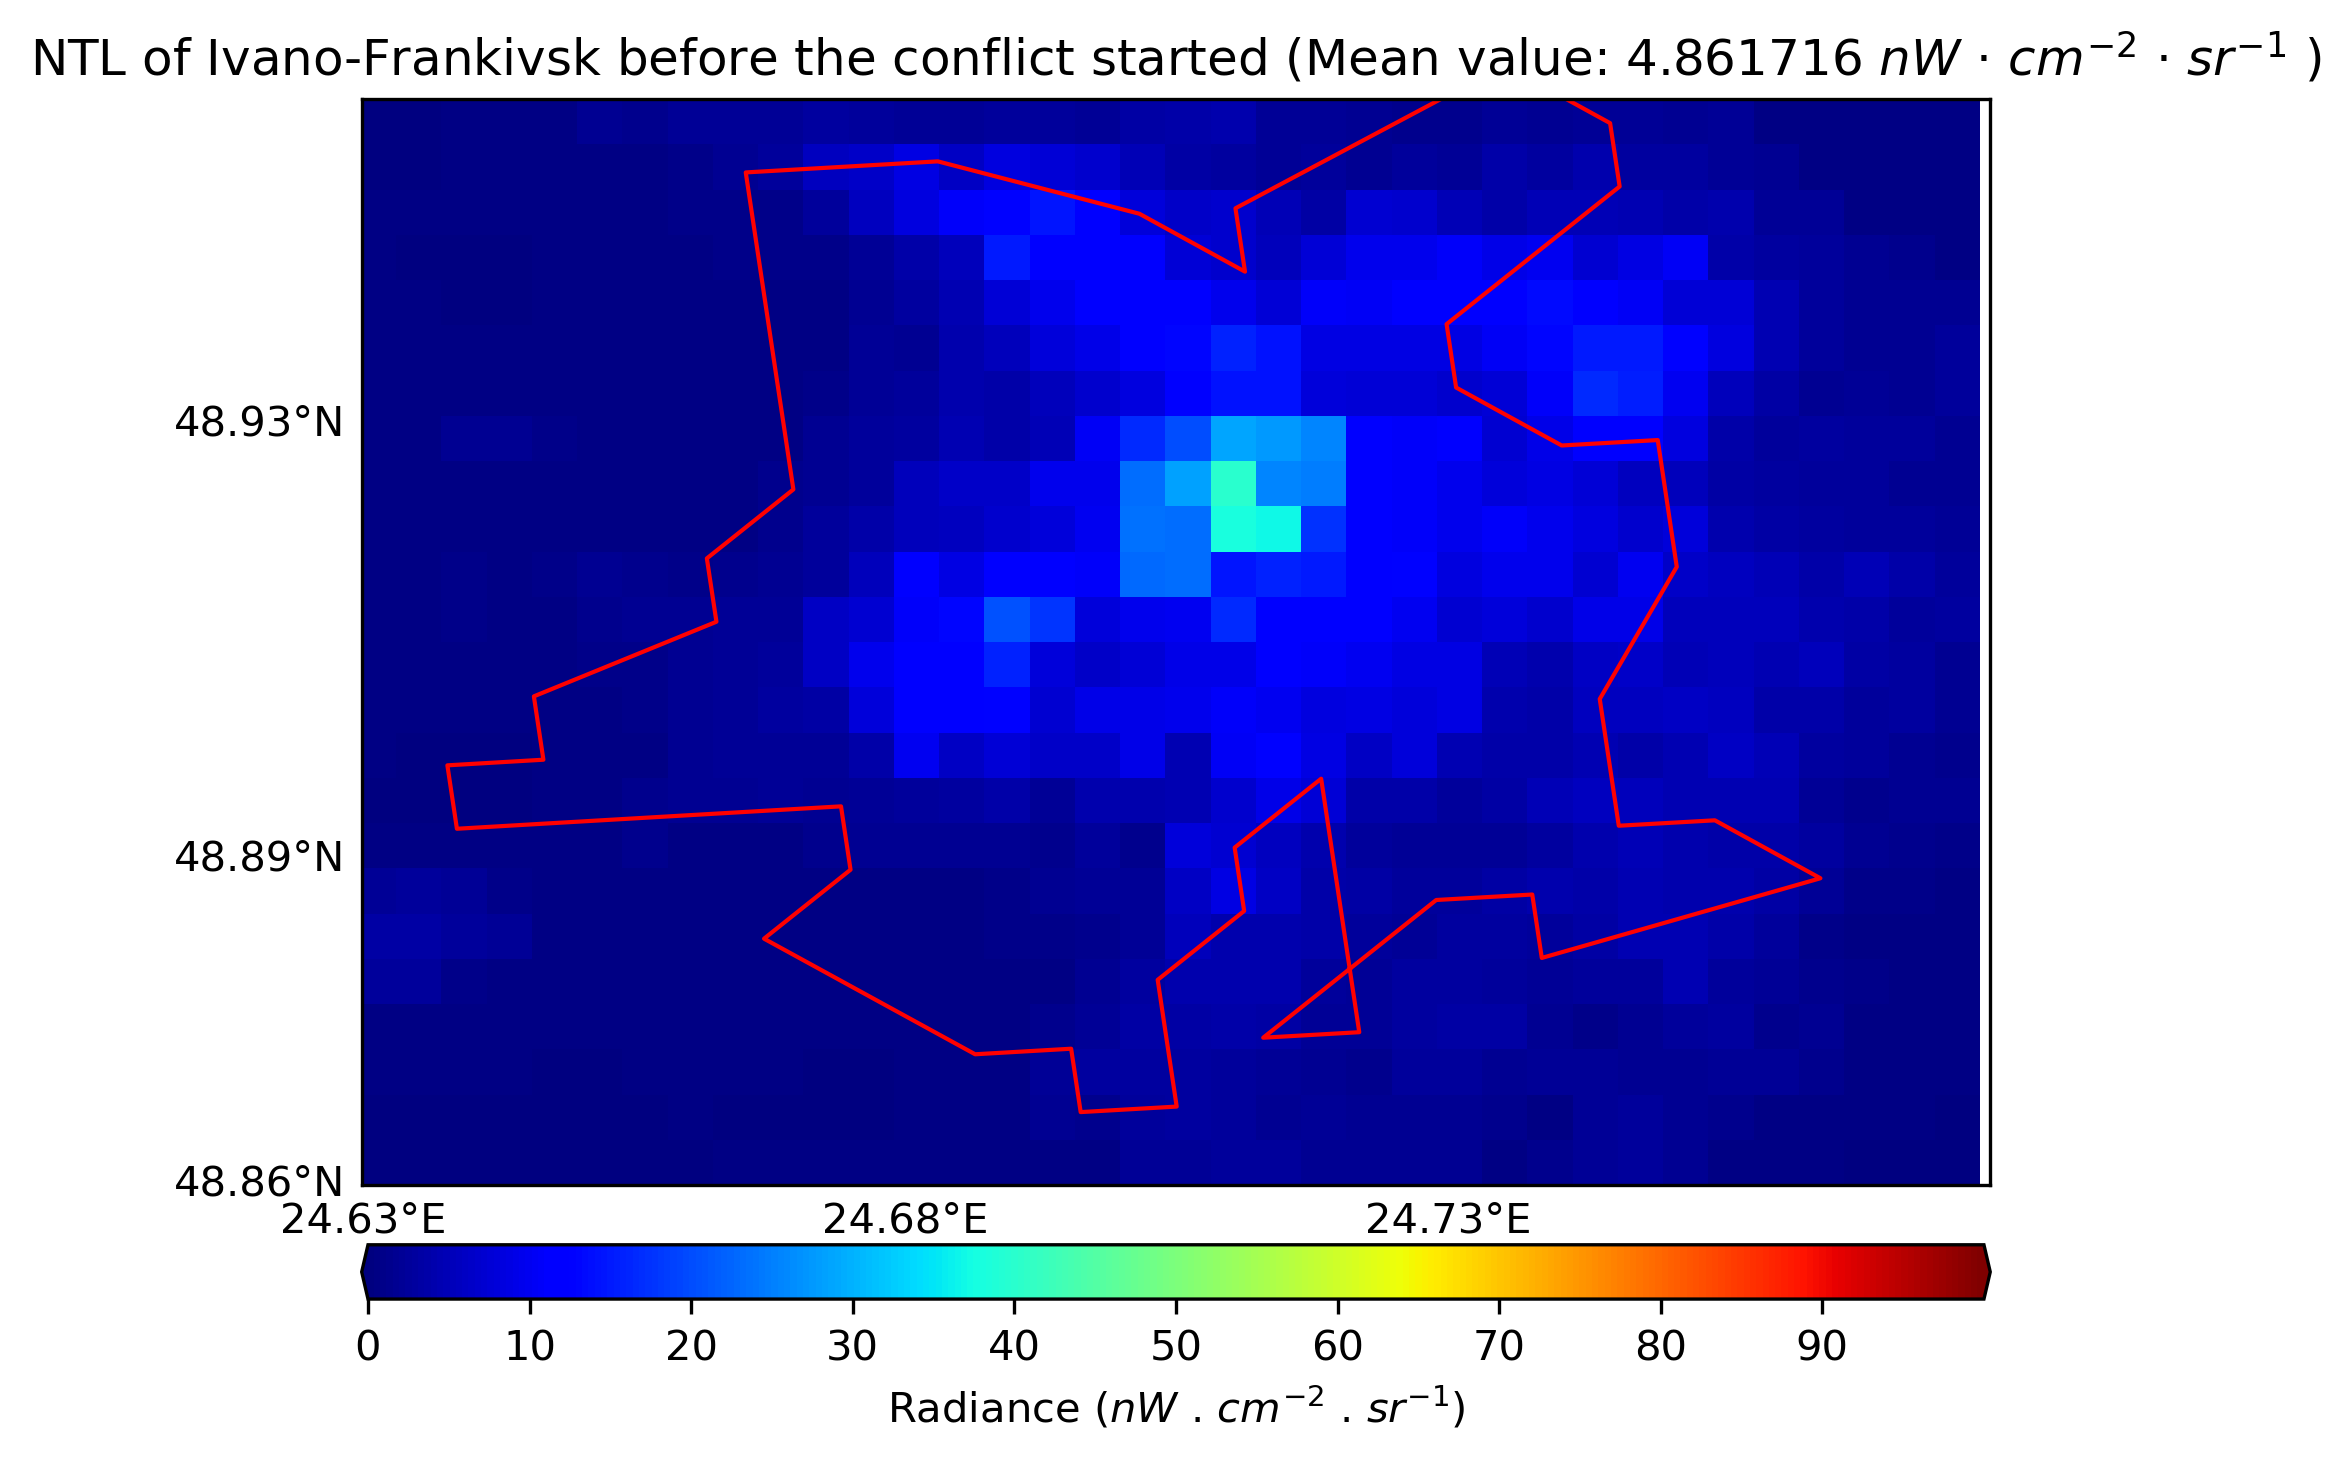 NTL of Ivano-Frankivsk before the conflict started (Mean value: 4.861716 nW · cm⁻² · sr⁻¹ )
48.93°N
48.89°N
48.86°N
24.63°E 24.68°E 24.73°E
0 10 20 30 40 50 60 70 80 90
Radiance (nW . cm⁻² . sr⁻¹)